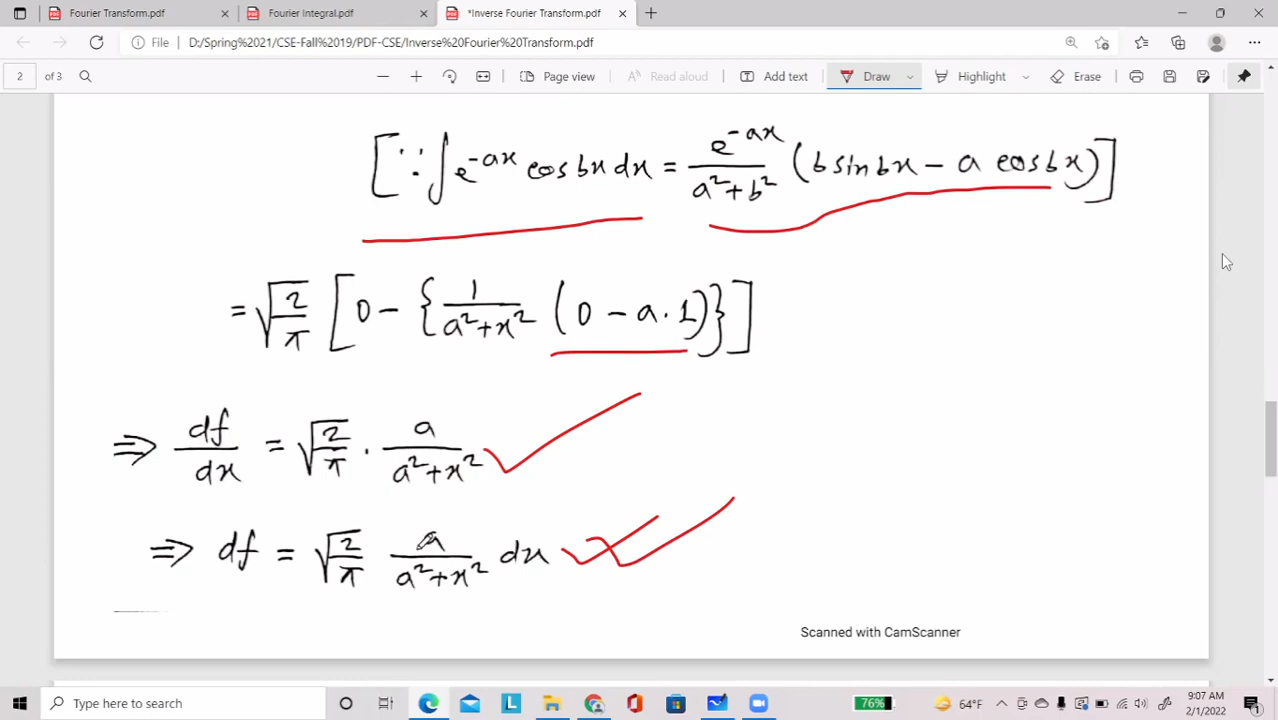 Fourier Transform.pdf
Fourier Integral.pdf
*Inverse Fourier Transform.pdf
File D:/Spring%2021/CSE-Fall%2019/PDF-CSE/Inverse%20Fourier%20Transform.pdf
2 of 3 Page view Read aloud Add text Draw Highlight Erase
[∵ ∫ e^{-ax} cos bx dx = e^{-ax}/(a²+b²) (b sin bx − a cos bx)]
= √(2/π) [0 − {1/(a²+x²) (0 − a·1)}]
⇒ df/dx = √(2/π) · a/(a²+x²)
⇒ df = √(2/π) a/(a²+x²) dx
Scanned with CamScanner
Type here to search
76%
64°F
9:07 AM
2/1/2022